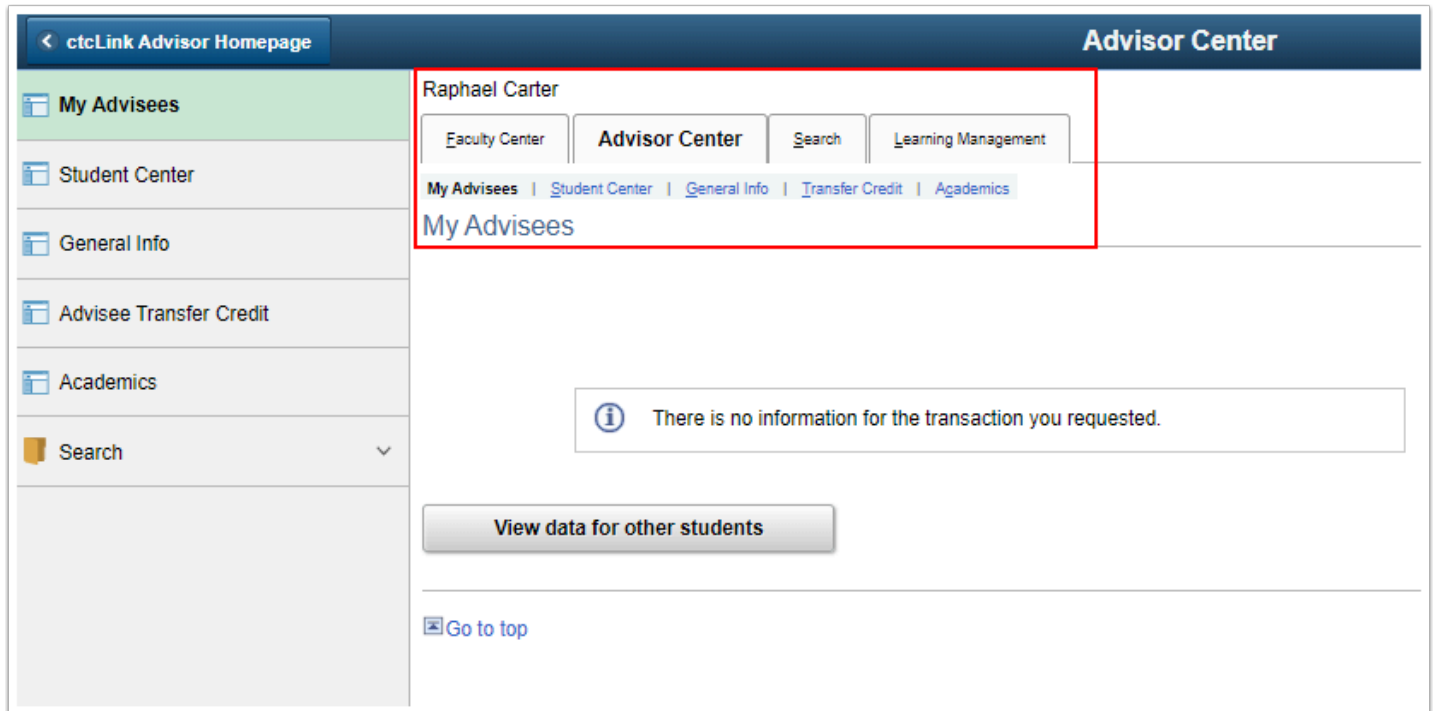 ctcLink Advisor Homepage
Advisor Center
My Advisees
Student Center
General Info
Advisee Transfer Credit
Academics
Search
Raphael Carter
Faculty Center Advisor Center Search Learning Management
My Advisees | Student Center | General Info | Transfer Credit | Academics
My Advisees
There is no information for the transaction you requested.
View data for other students
Go to top